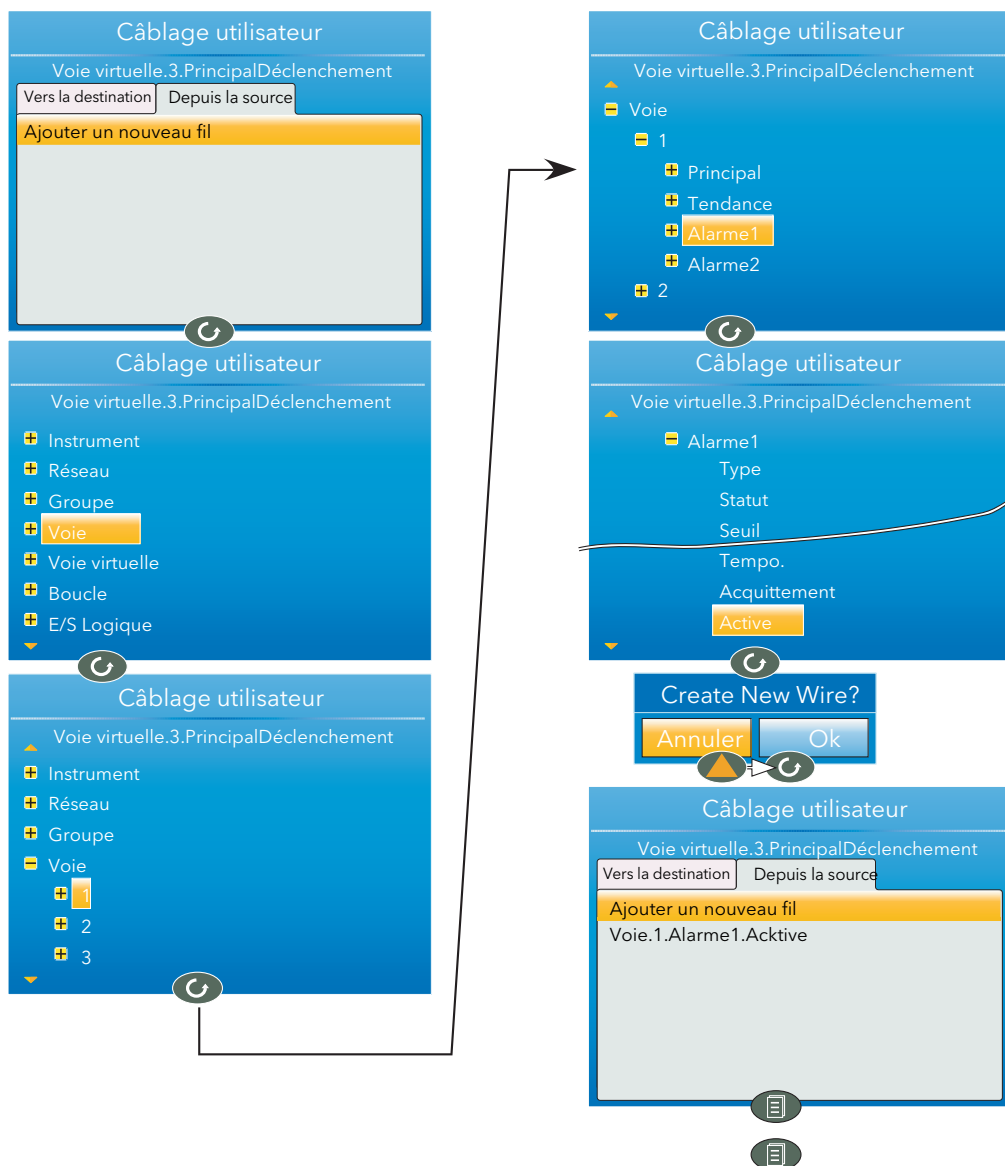 Câblage utilisateur
Voie virtuelle.3.PrincipalDéclenchement
Vers la destination
Depuis la source
Ajouter un nouveau fil
Câblage utilisateur
Voie virtuelle.3.PrincipalDéclenchement
Instrument
Réseau
Groupe
Voie
Voie virtuelle
Boucle
E/S Logique
Câblage utilisateur
Voie virtuelle.3.PrincipalDéclenchement
Instrument
Réseau
Groupe
Voie
1
2
3
Câblage utilisateur
Voie virtuelle.3.PrincipalDéclenchement
Voie
1
Principal
Tendance
Alarme1
Alarme2
2
Câblage utilisateur
Voie virtuelle.3.PrincipalDéclenchement
Alarme1
Type
Statut
Seuil
Tempo.
Acquittement
Active
Create New Wire?
Annuler
Ok
Câblage utilisateur
Voie virtuelle.3.PrincipalDéclenchement
Vers la destination
Depuis la source
Ajouter un nouveau fil
Voie.1.Alarme1.Acktive